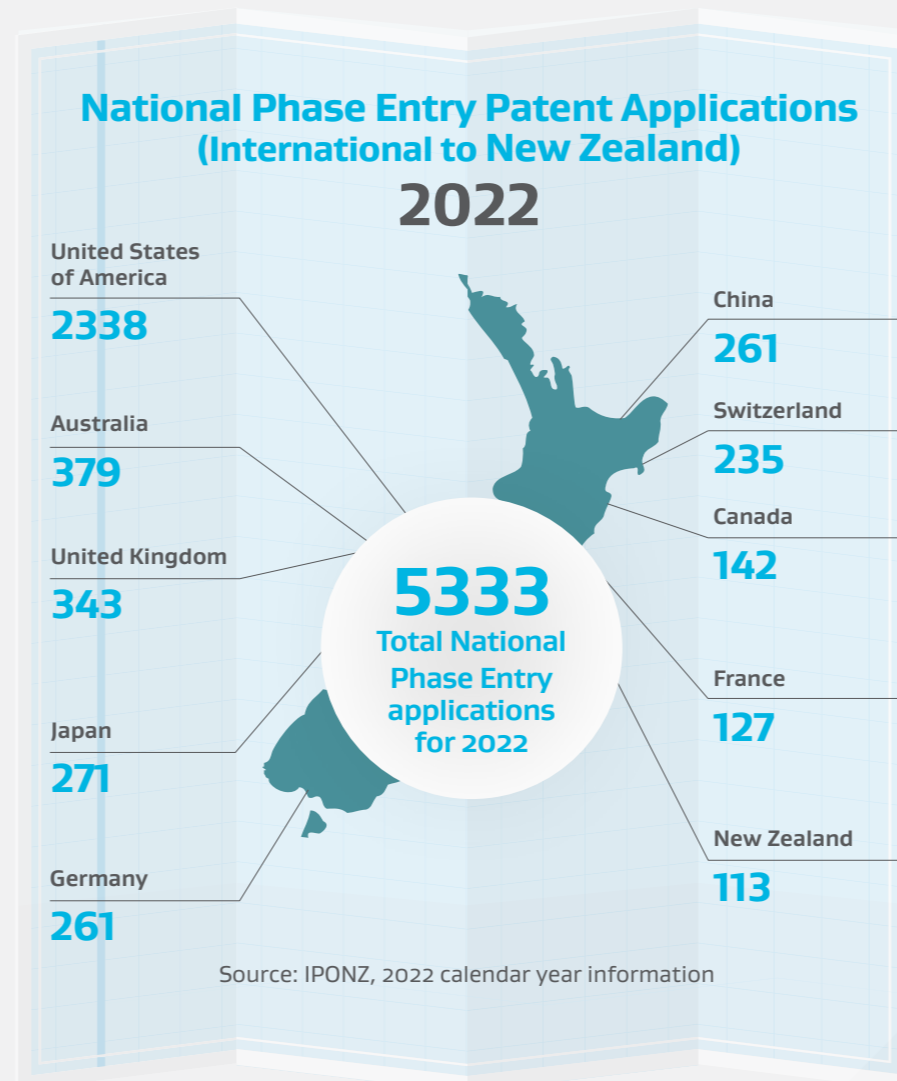 National Phase Entry Patent Applications
(International to New Zealand)
2022
United States
of America
2338
Australia
379
United Kingdom
343
Japan
271
Germany
261
China
261
Switzerland
235
Canada
142
France
127
New Zealand
113
5333
Total National
Phase Entry
applications
for 2022
Source: IPONZ, 2022 calendar year information